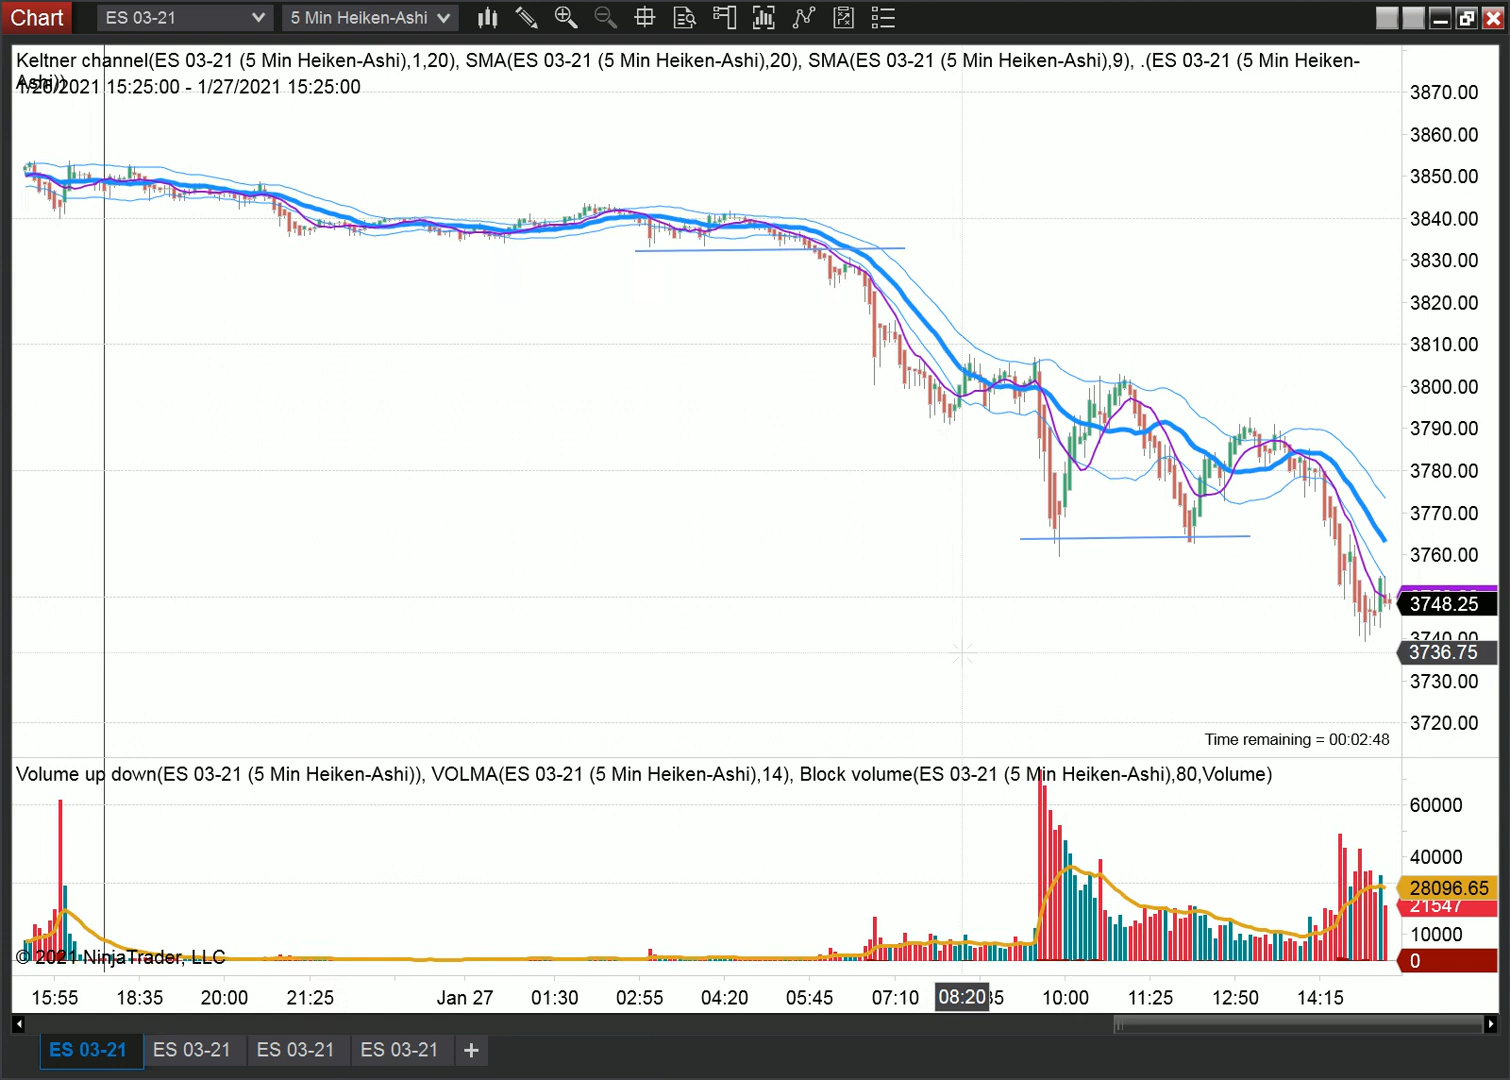 Chart
ES 03-21
5 Min Heiken-Ashi
Keltner channel(ES 03-21 (5 Min Heiken-Ashi),1,20), SMA(ES 03-21 (5 Min Heiken-Ashi),20), SMA(ES 03-21 (5 Min Heiken-Ashi),9), .(ES 03-21 (5 Min Heiken-
Ashi))
1/26/2021 15:25:00 - 1/27/2021 15:25:00
3870.00
3860.00
3850.00
3840.00
3830.00
3820.00
3810.00
3800.00
3790.00
3780.00
3770.00
3760.00
3748.25
3740.00
3736.75
3730.00
3720.00
Time remaining = 00:02:48
Volume up down(ES 03-21 (5 Min Heiken-Ashi)), VOLMA(ES 03-21 (5 Min Heiken-Ashi),14), Block volume(ES 03-21 (5 Min Heiken-Ashi),80,Volume)
60000
40000
28096.65
21547
10000
0
© 2021 NinjaTrader, LLC
15:55 18:35 20:00 21:25 Jan 27 01:30 02:55 04:20 05:45 07:10 08:20 10:00 11:25 12:50 14:15
ES 03-21 ES 03-21 ES 03-21 ES 03-21 +